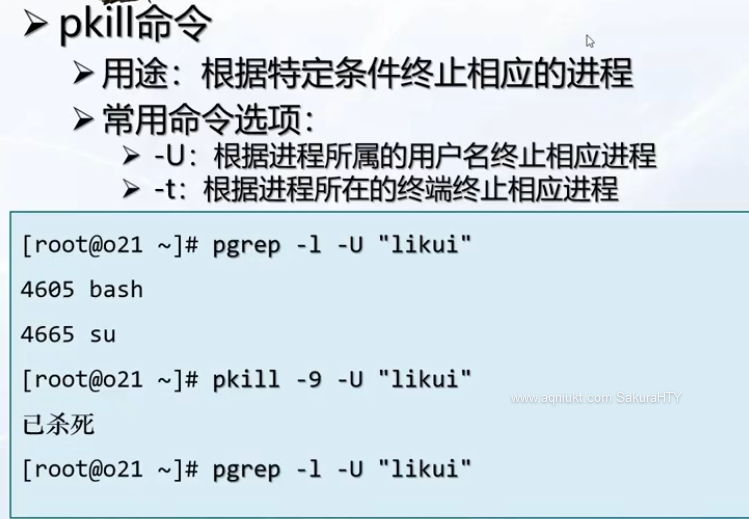 ➢ pkill命令
➢ 用途：根据特定条件终止相应的进程
➢ 常用命令选项：
➢ -U：根据进程所属的用户名终止相应进程
➢ -t：根据进程所在的终端终止相应进程
[root@o21 ~]# pgrep -l -U "likui"
4605 bash
4665 su
[root@o21 ~]# pkill -9 -U "likui"
www.aqniukt.com SakuraHTY
已杀死
[root@o21 ~]# pgrep -l -U "likui"